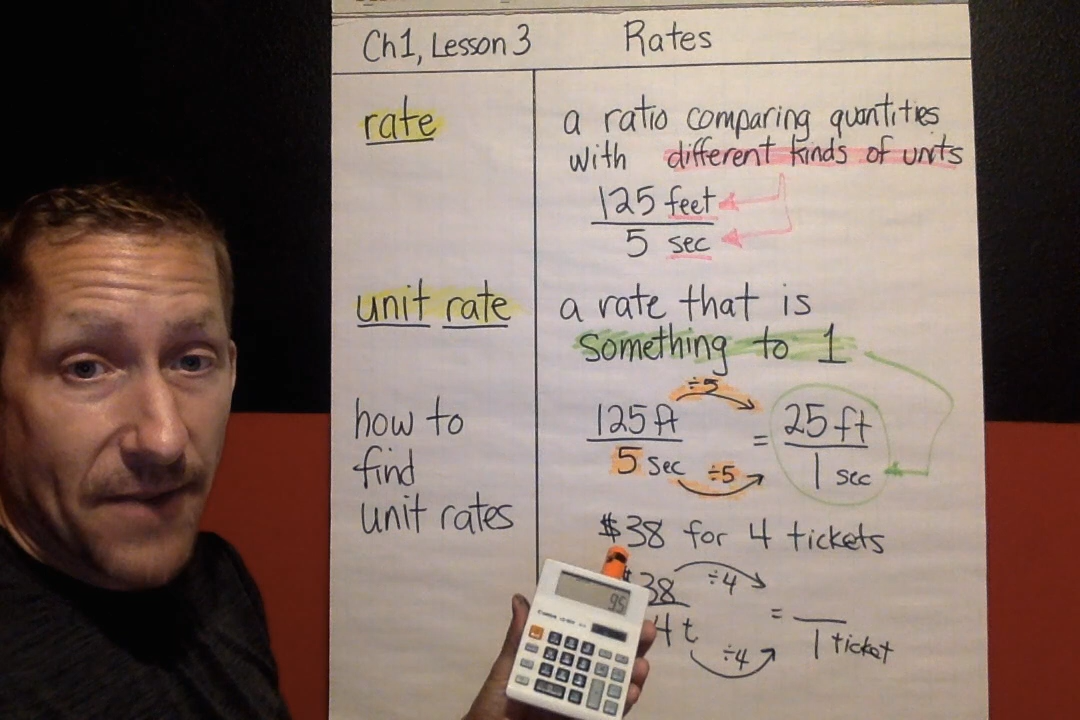 Ch1, Lesson 3 Rates
rate
a ratio comparing quantities
with different kinds of units
125 feet
5 sec
unit rate
a rate that is
something to 1
how to
find
unit rates
÷5
125 ft = 25 ft
5 sec ÷5 1 sec
$38 for 4 tickets
$38 ÷4
4t = 1 ticket
÷4
Canon